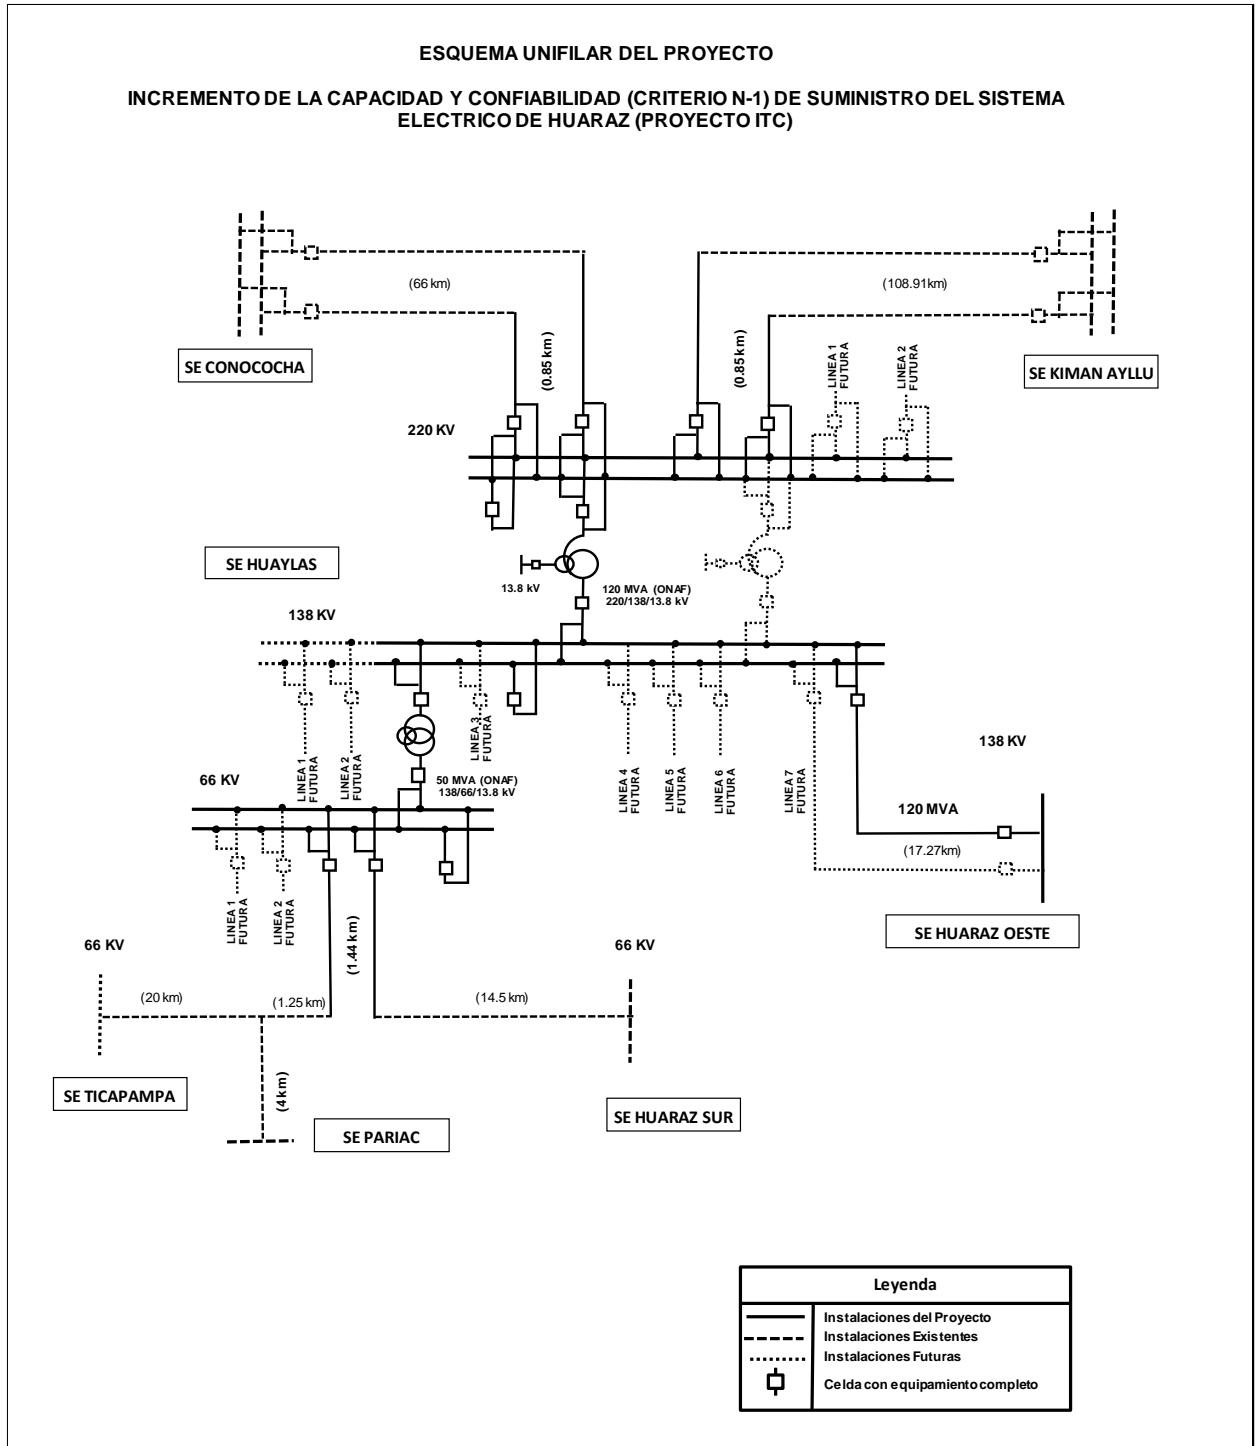 ESQUEMA UNIFILAR DEL PROYECTO
INCREMENTO DE LA CAPACIDAD Y CONFIABILIDAD (CRITERIO N-1) DE SUMINISTRO DEL SISTEMA
ELECTRICO DE HUARAZ (PROYECTO ITC)
(66 km)
(108.91km)
SE CONOCOCHA
(0.85 km)
(0.85 km)
LINEA 1
FUTURA
LINEA 2
FUTURA
SE KIMAN AYLLU
220 KV
SE HUAYLAS
13.8 kV
120 MVA (ONAF)
220/138/13.8 kV
138 KV
LINEA 1
FUTURA
LINEA 2
FUTURA
LINEA 3
FUTURA
LINEA 4
FUTURA
LINEA 5
FUTURA
LINEA 6
FUTURA
LINEA 7
FUTURA
138 KV
66 KV
50 MVA (ONAF)
138/66/13.8 kV
120 MVA
(17.27km)
LINEA 1
FUTURA
LINEA 2
FUTURA
(1.44 km)
SE HUARAZ OESTE
66 KV
66 KV
(20 km)
(1.25 km)
(14.5 km)
SE TICAPAMPA
(4 km)
SE PARIAC
SE HUARAZ SUR
Leyenda
Instalaciones del Proyecto
Instalaciones Existentes
Instalaciones Futuras
Celda con equipamiento completo